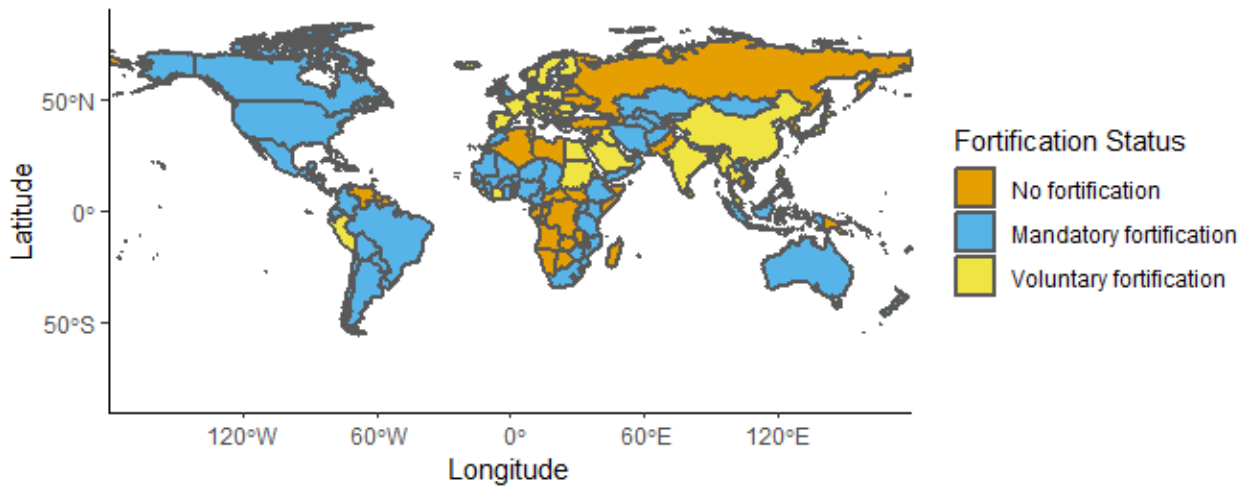 50°N
0°
50°S
Latitude
120°W 60°W 0° 60°E 120°E
Longitude
Fortification Status
No fortification
Mandatory fortification
Voluntary fortification